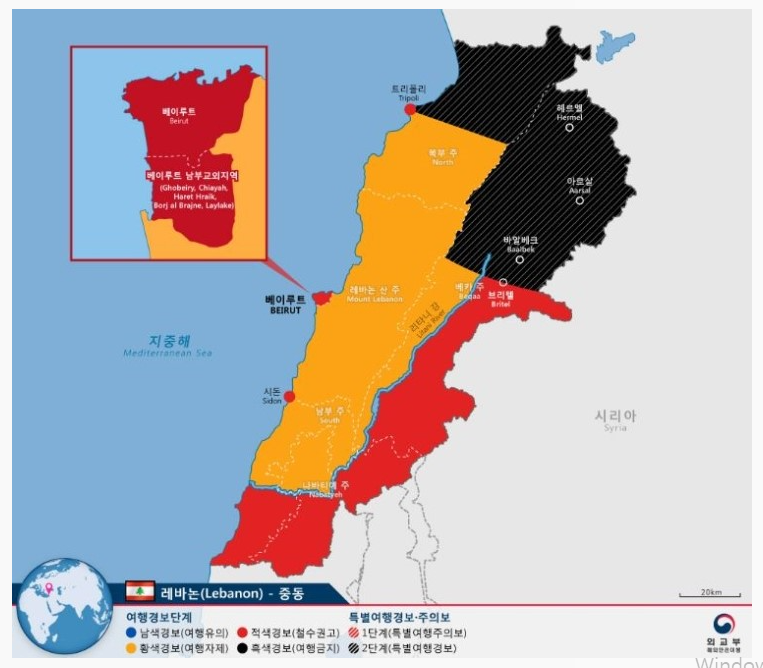 베이루트
Beirut
베이루트 남부교외지역
(Ghobeiry, Chiayah,
Haret Hraik,
Borj al Brajne, Laylake)
트리폴리
Tripoli
헤르멜
Hermel
북부 주
North
아르살
Aarsal
바알베크
Baalbek
베카 주
Beqaa
브리텔
Britel
베이루트
BEIRUT
레바논 산 주
Mount Lebanon
리타니 강
Litani River
지중해
Mediterranean Sea
시돈
Sidon
남부 주
South
시리아
Syria
나바티예 주
Nabatyeh
20km
레바논(Lebanon) - 중동
여행경보단계
특별여행경보·주의보
남색경보(여행유의)
적색경보(철수권고)
1단계(특별여행주의보)
황색경보(여행자제)
흑색경보(여행금지)
2단계(특별여행경보)
외교부
해외안전여행
Window